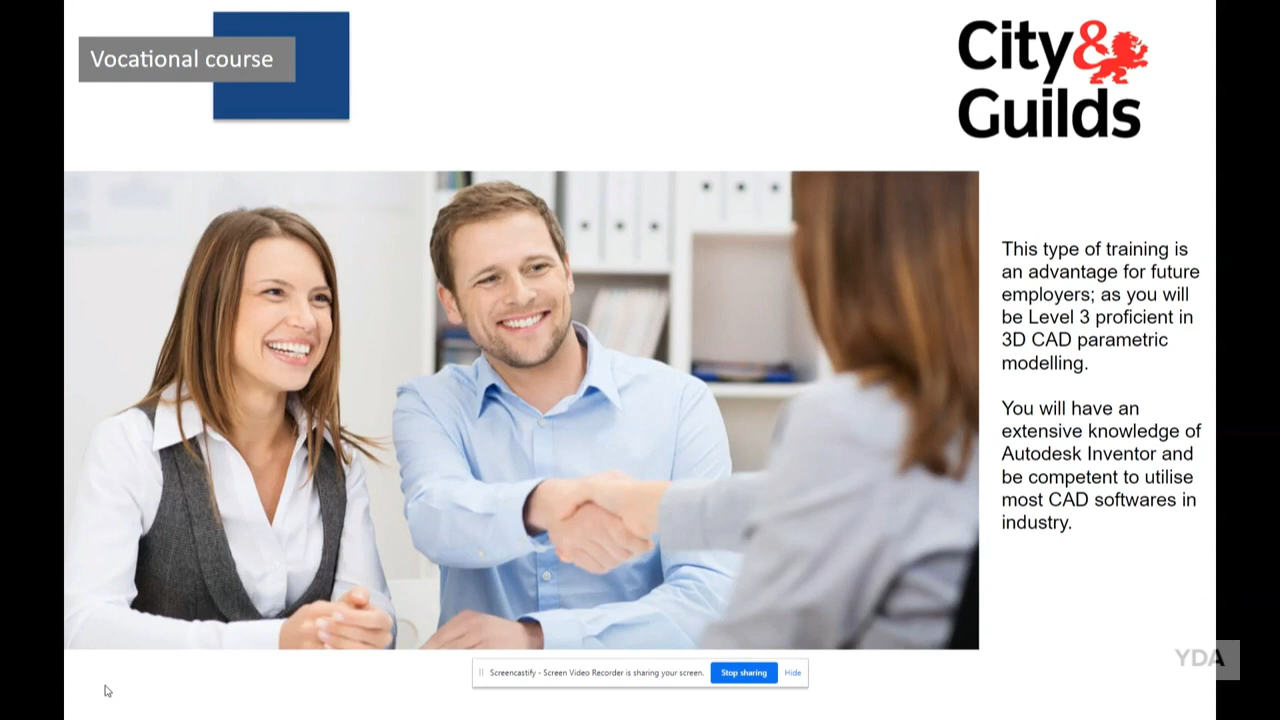 Vocational course
City&
Guilds
This type of training is
an advantage for future
employers; as you will
be Level 3 proficient in
3D CAD parametric
modelling.
You will have an
extensive knowledge of
Autodesk Inventor and
be competent to utilise
most CAD softwares in
industry.
Screencastify - Screen Video Recorder is sharing your screen. Stop sharing Hide
YDA